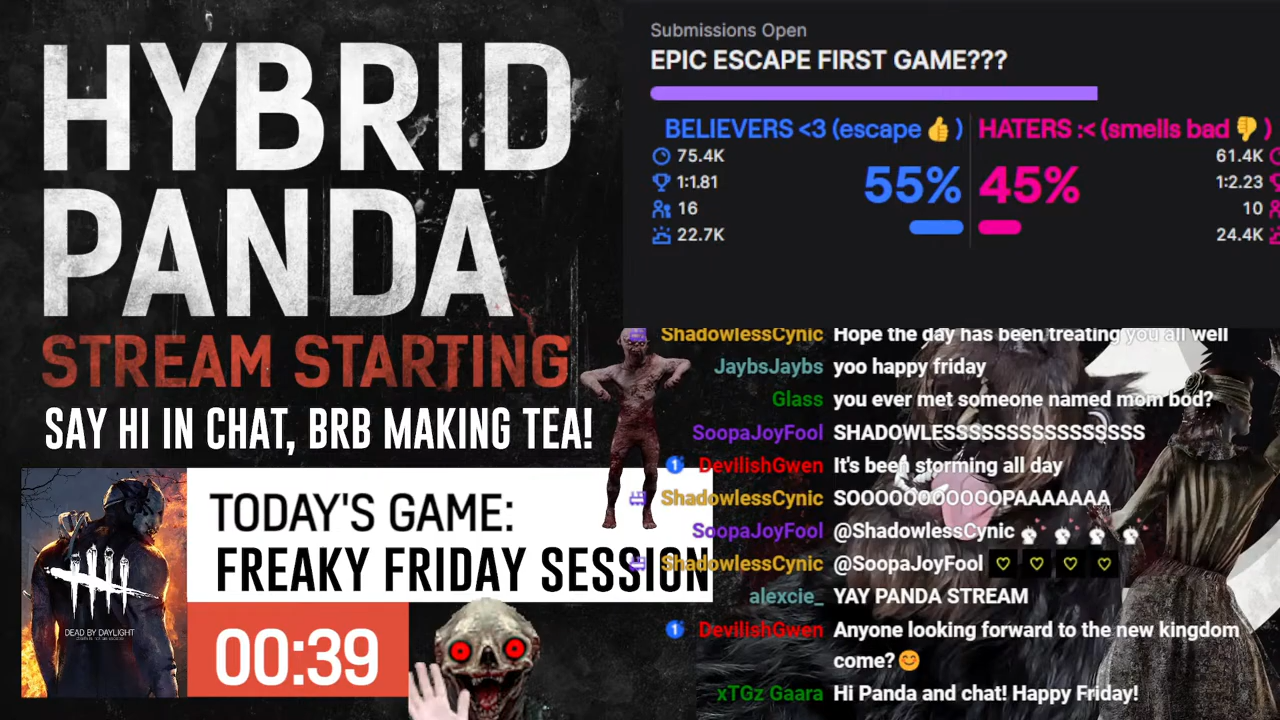 HYBRID
PANDA
STREAM STARTING
SAY HI IN CHAT, BRB MAKING TEA!
TODAY'S GAME:
FREAKY FRIDAY SESSION
DEAD BY DAYLIGHT
00:39
Submissions Open
EPIC ESCAPE FIRST GAME???
BELIEVERS <3 (escape 👍 )
75.4K
1:1.81
16
22.7K
55%
HATERS :< (smells bad 👎 )
61.4K
1:2.23
10
24.4K
45%
ShadowlessCynic Hope the day has been treating you all well
JaybsJaybs yoo happy friday
Glass you ever met someone named mom bod?
SoopaJoyFool SHADOWLESSSSSSSSSSSSSSSS
DevilishGwen It's been storming all day
ShadowlessCynic SOOOOOOOOOOOPAAAAAAA
SoopaJoyFool @ShadowlessCynic
ShadowlessCynic @SoopaJoyFool
alexcie_ YAY PANDA STREAM
DevilishGwen Anyone looking forward to the new kingdom
come?😊
xTGz Gaara Hi Panda and chat! Happy Friday!